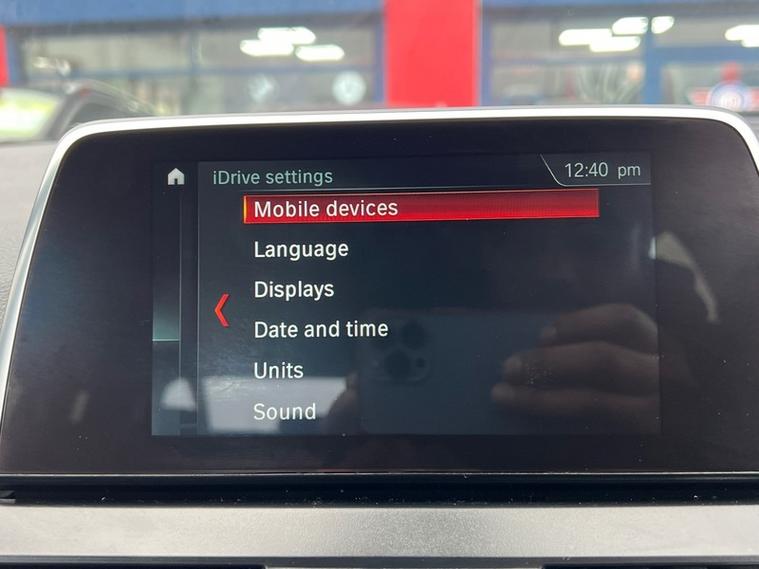 iDrive settings
12:40 pm
Mobile devices
Language
Displays
Date and time
Units
Sound